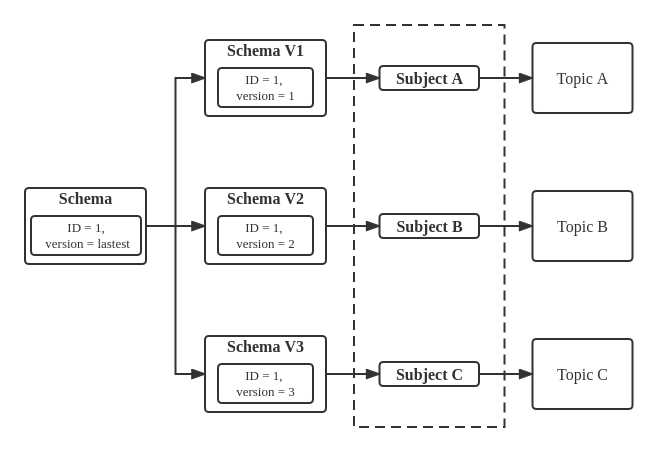 Schema V1
ID = 1,
version = 1
Subject A
Topic A
Schema
ID = 1,
version = lastest
Schema V2
ID = 1,
version = 2
Subject B
Topic B
Schema V3
ID = 1,
version = 3
Subject C
Topic C